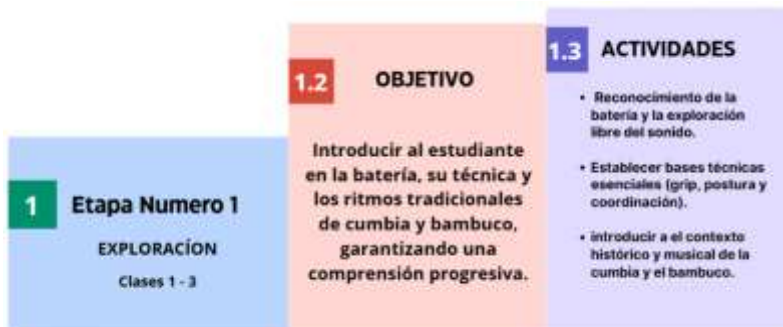 1
Etapa Numero 1
EXPLORACÍON
Clases 1 - 3
1.2
OBJETIVO
Introducir al estudiante
en la batería, su técnica y
los ritmos tradicionales
de cumbia y bambuco,
garantizando una
comprensión progresiva.
1.3
ACTIVIDADES
• Reconocimiento de la
batería y la exploración
libre del sonido.
• Establecer bases técnicas
esenciales (grip, postura y
coordinación).
• introducir a el contexto
histórico y musical de la
cumbia y el bambuco.